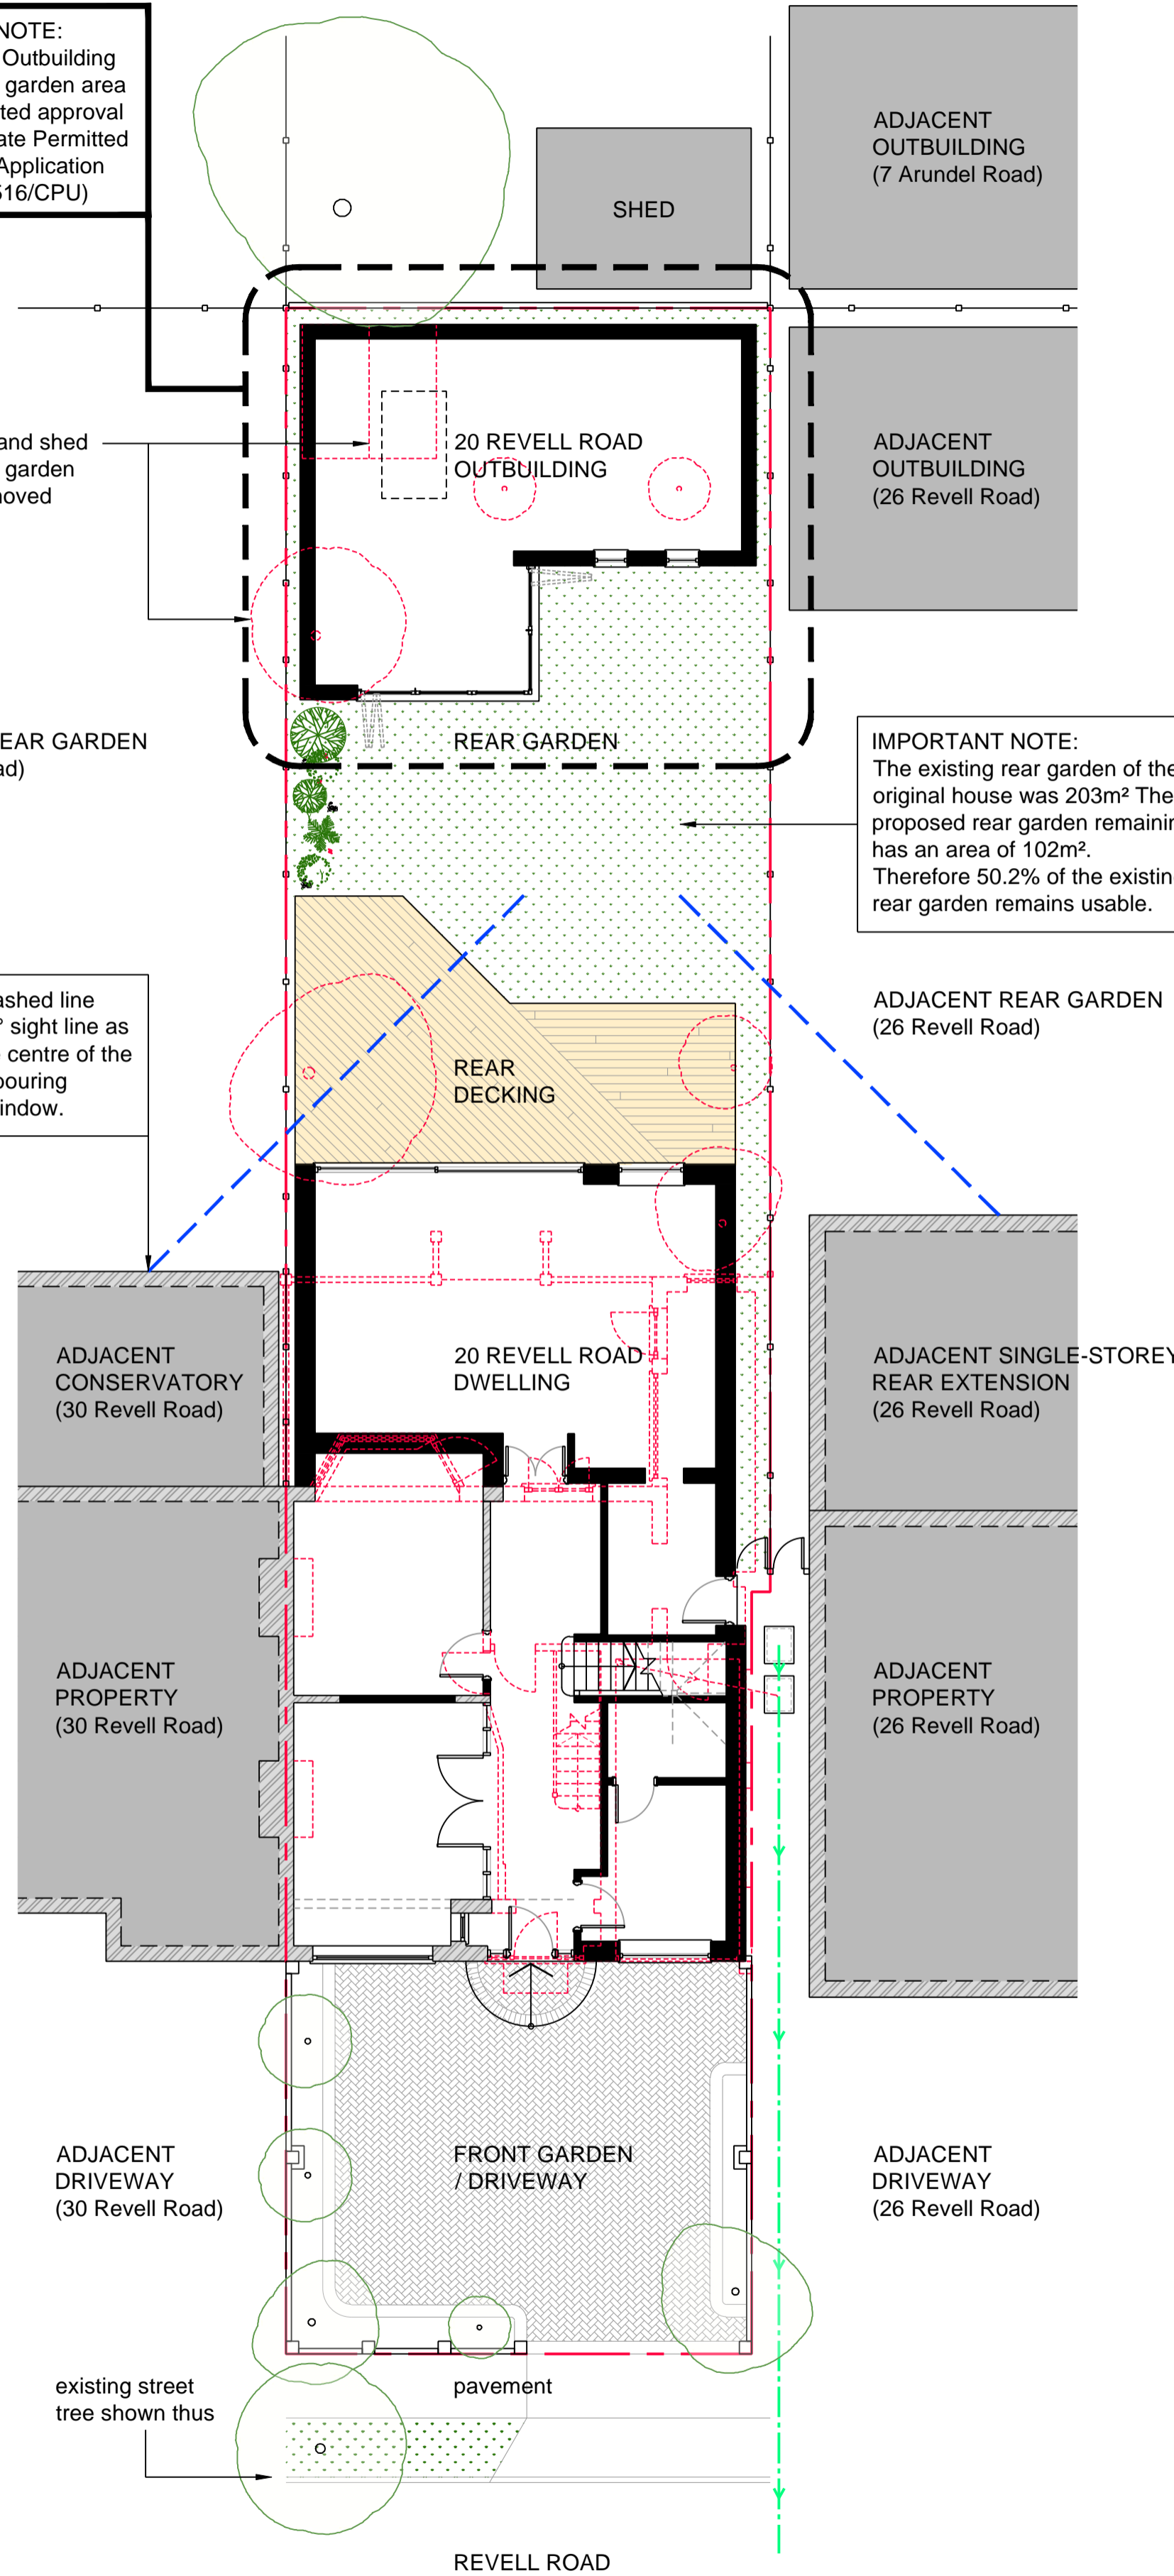 NOTE:
Outbuilding
garden area
ted approval
ate Permitted
Application
516/CPU)
SHED
ADJACENT
OUTBUILDING
(7 Arundel Road)
and shed
garden
noved
20 REVELL ROAD
OUTBUILDING
ADJACENT
OUTBUILDING
(26 Revell Road)
EAR GARDEN
ad)
REAR GARDEN
IMPORTANT NOTE:
The existing rear garden of the
original house was 203m² The
proposed rear garden remainin
has an area of 102m².
Therefore 50.2% of the existin
rear garden remains usable.
ashed line
° sight line as
centre of the
bouring
indow.
ADJACENT REAR GARDEN
(26 Revell Road)
REAR
DECKING
ADJACENT
CONSERVATORY
(30 Revell Road)
20 REVELL ROAD
DWELLING
ADJACENT SINGLE-STOREY
REAR EXTENSION
(26 Revell Road)
ADJACENT
PROPERTY
(30 Revell Road)
ADJACENT
PROPERTY
(26 Revell Road)
ADJACENT
DRIVEWAY
(30 Revell Road)
FRONT GARDEN
/ DRIVEWAY
ADJACENT
DRIVEWAY
(26 Revell Road)
existing street
tree shown thus
pavement
REVELL ROAD